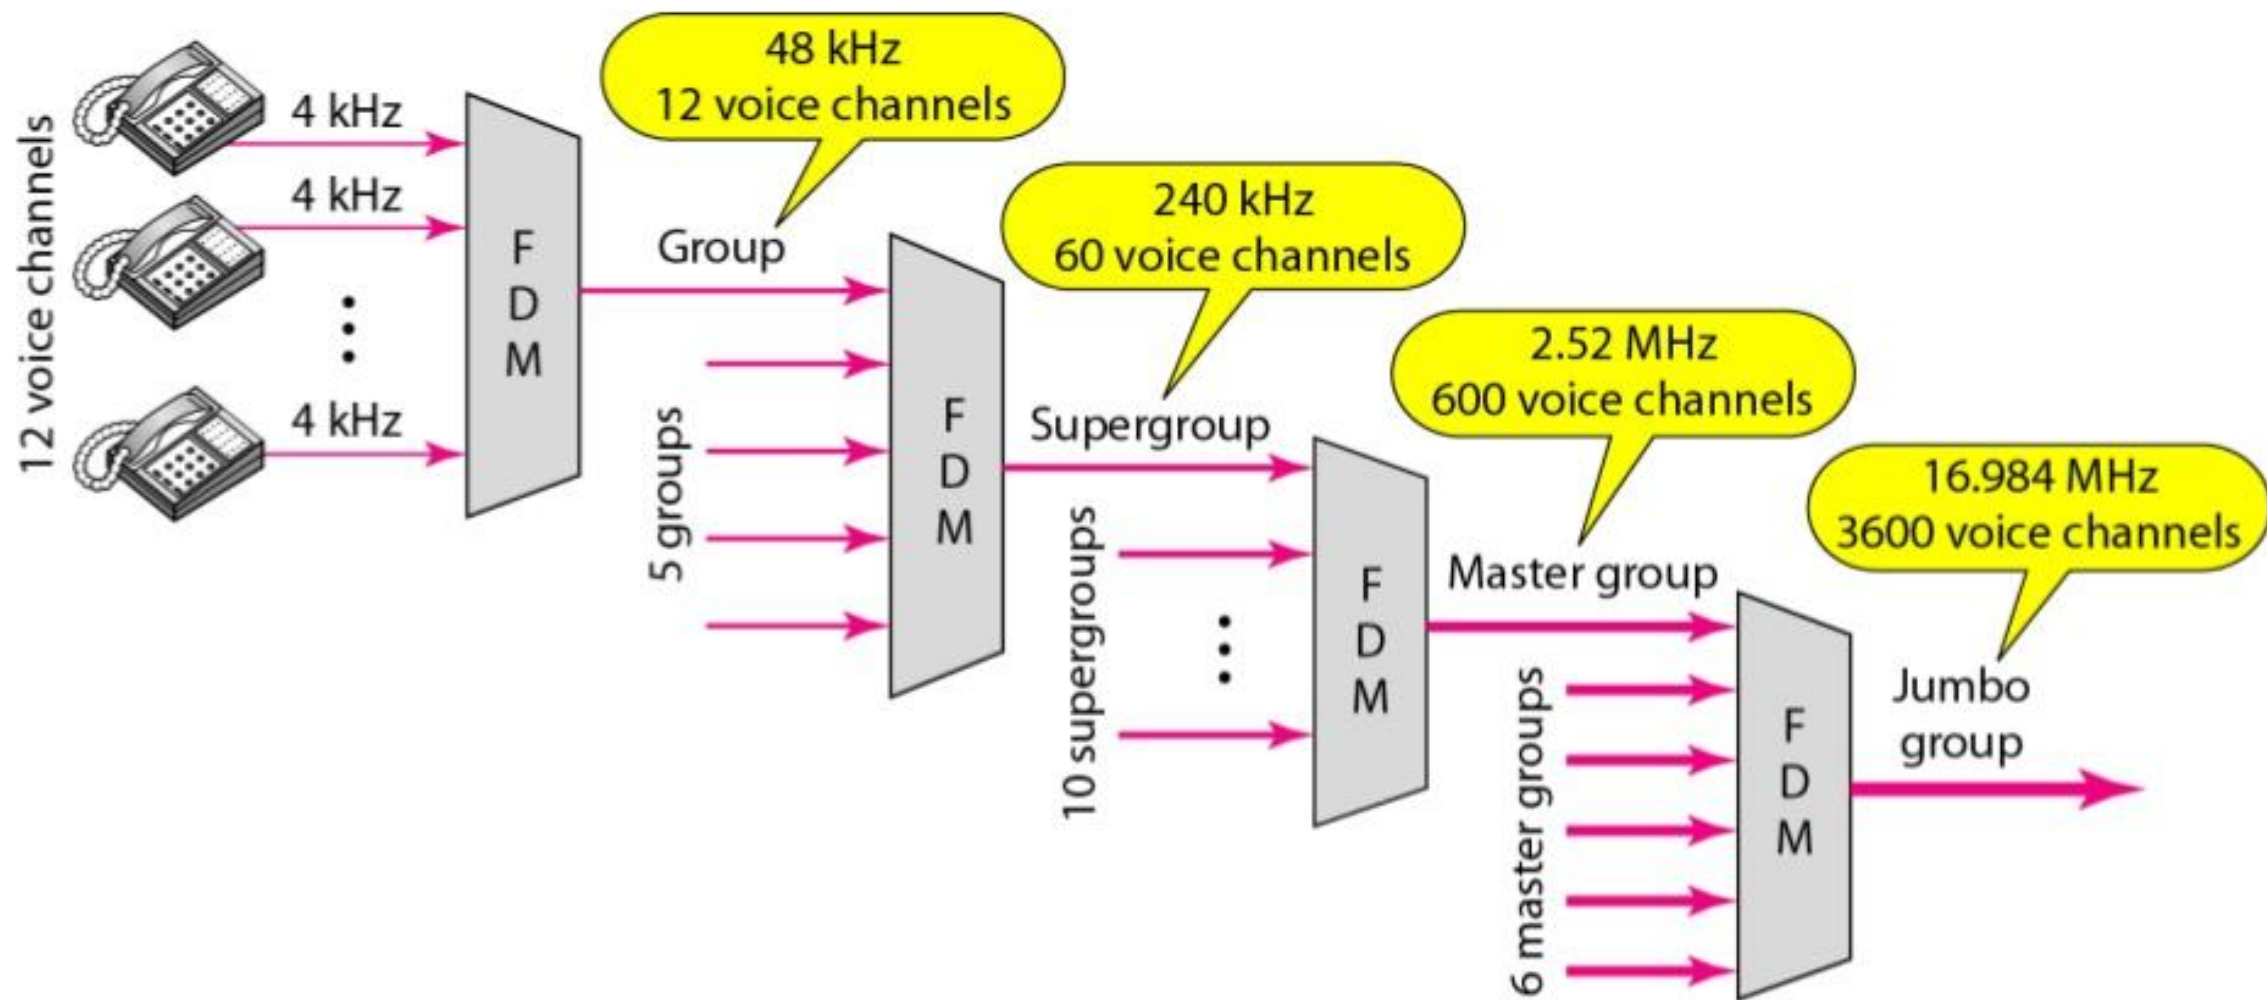 12 voice channels
4 kHz
4 kHz
4 kHz
F
D
M
48 kHz
12 voice channels
Group
5 groups
F
D
M
240 kHz
60 voice channels
Supergroup
10 supergroups
F
D
M
2.52 MHz
600 voice channels
Master group
6 master groups
F
D
M
16.984 MHz
3600 voice channels
Jumbo
group